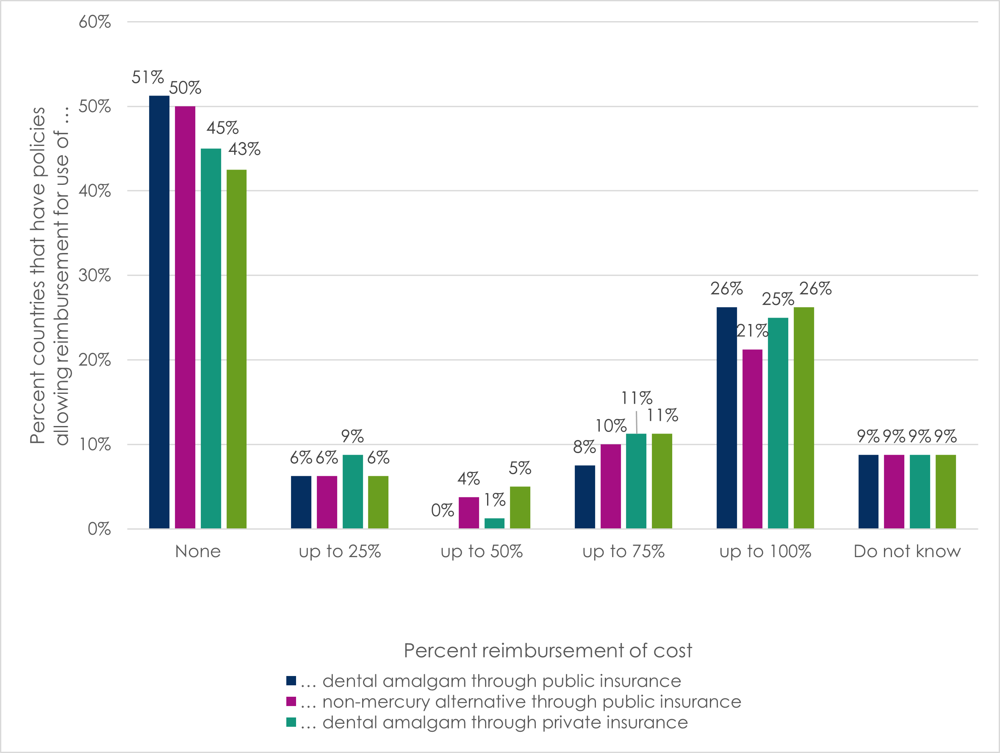 60%
50%
40%
30%
20%
10%
0%
Percent countries that have policies
allowing reimbursement for use of ...
51%
50%
45%
43%
6%
6%
9%
6%
0%
4%
1%
5%
8%
10%
11%
11%
26%
21%
25%
26%
9%
9%
9%
9%
None
up to 25%
up to 50%
up to 75%
up to 100%
Do not know
Percent reimbursement of cost
... dental amalgam through public insurance
... non-mercury alternative through public insurance
... dental amalgam through private insurance